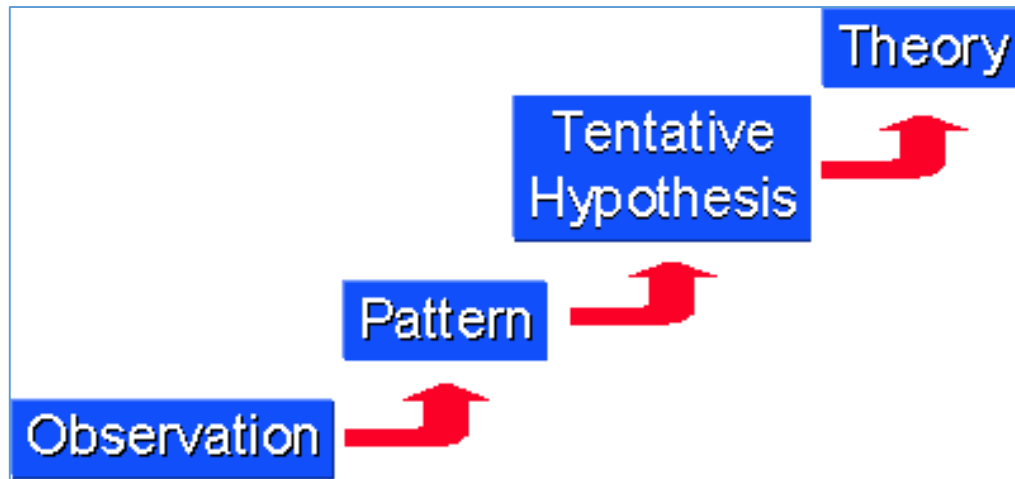 Theory
Tentative
Hypothesis
Pattern
Observation